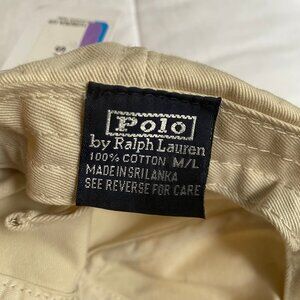 Polo
by Ralph Lauren
100% COTTON M/L
MADE IN SRI LANKA
SEE REVERSE FOR CARE